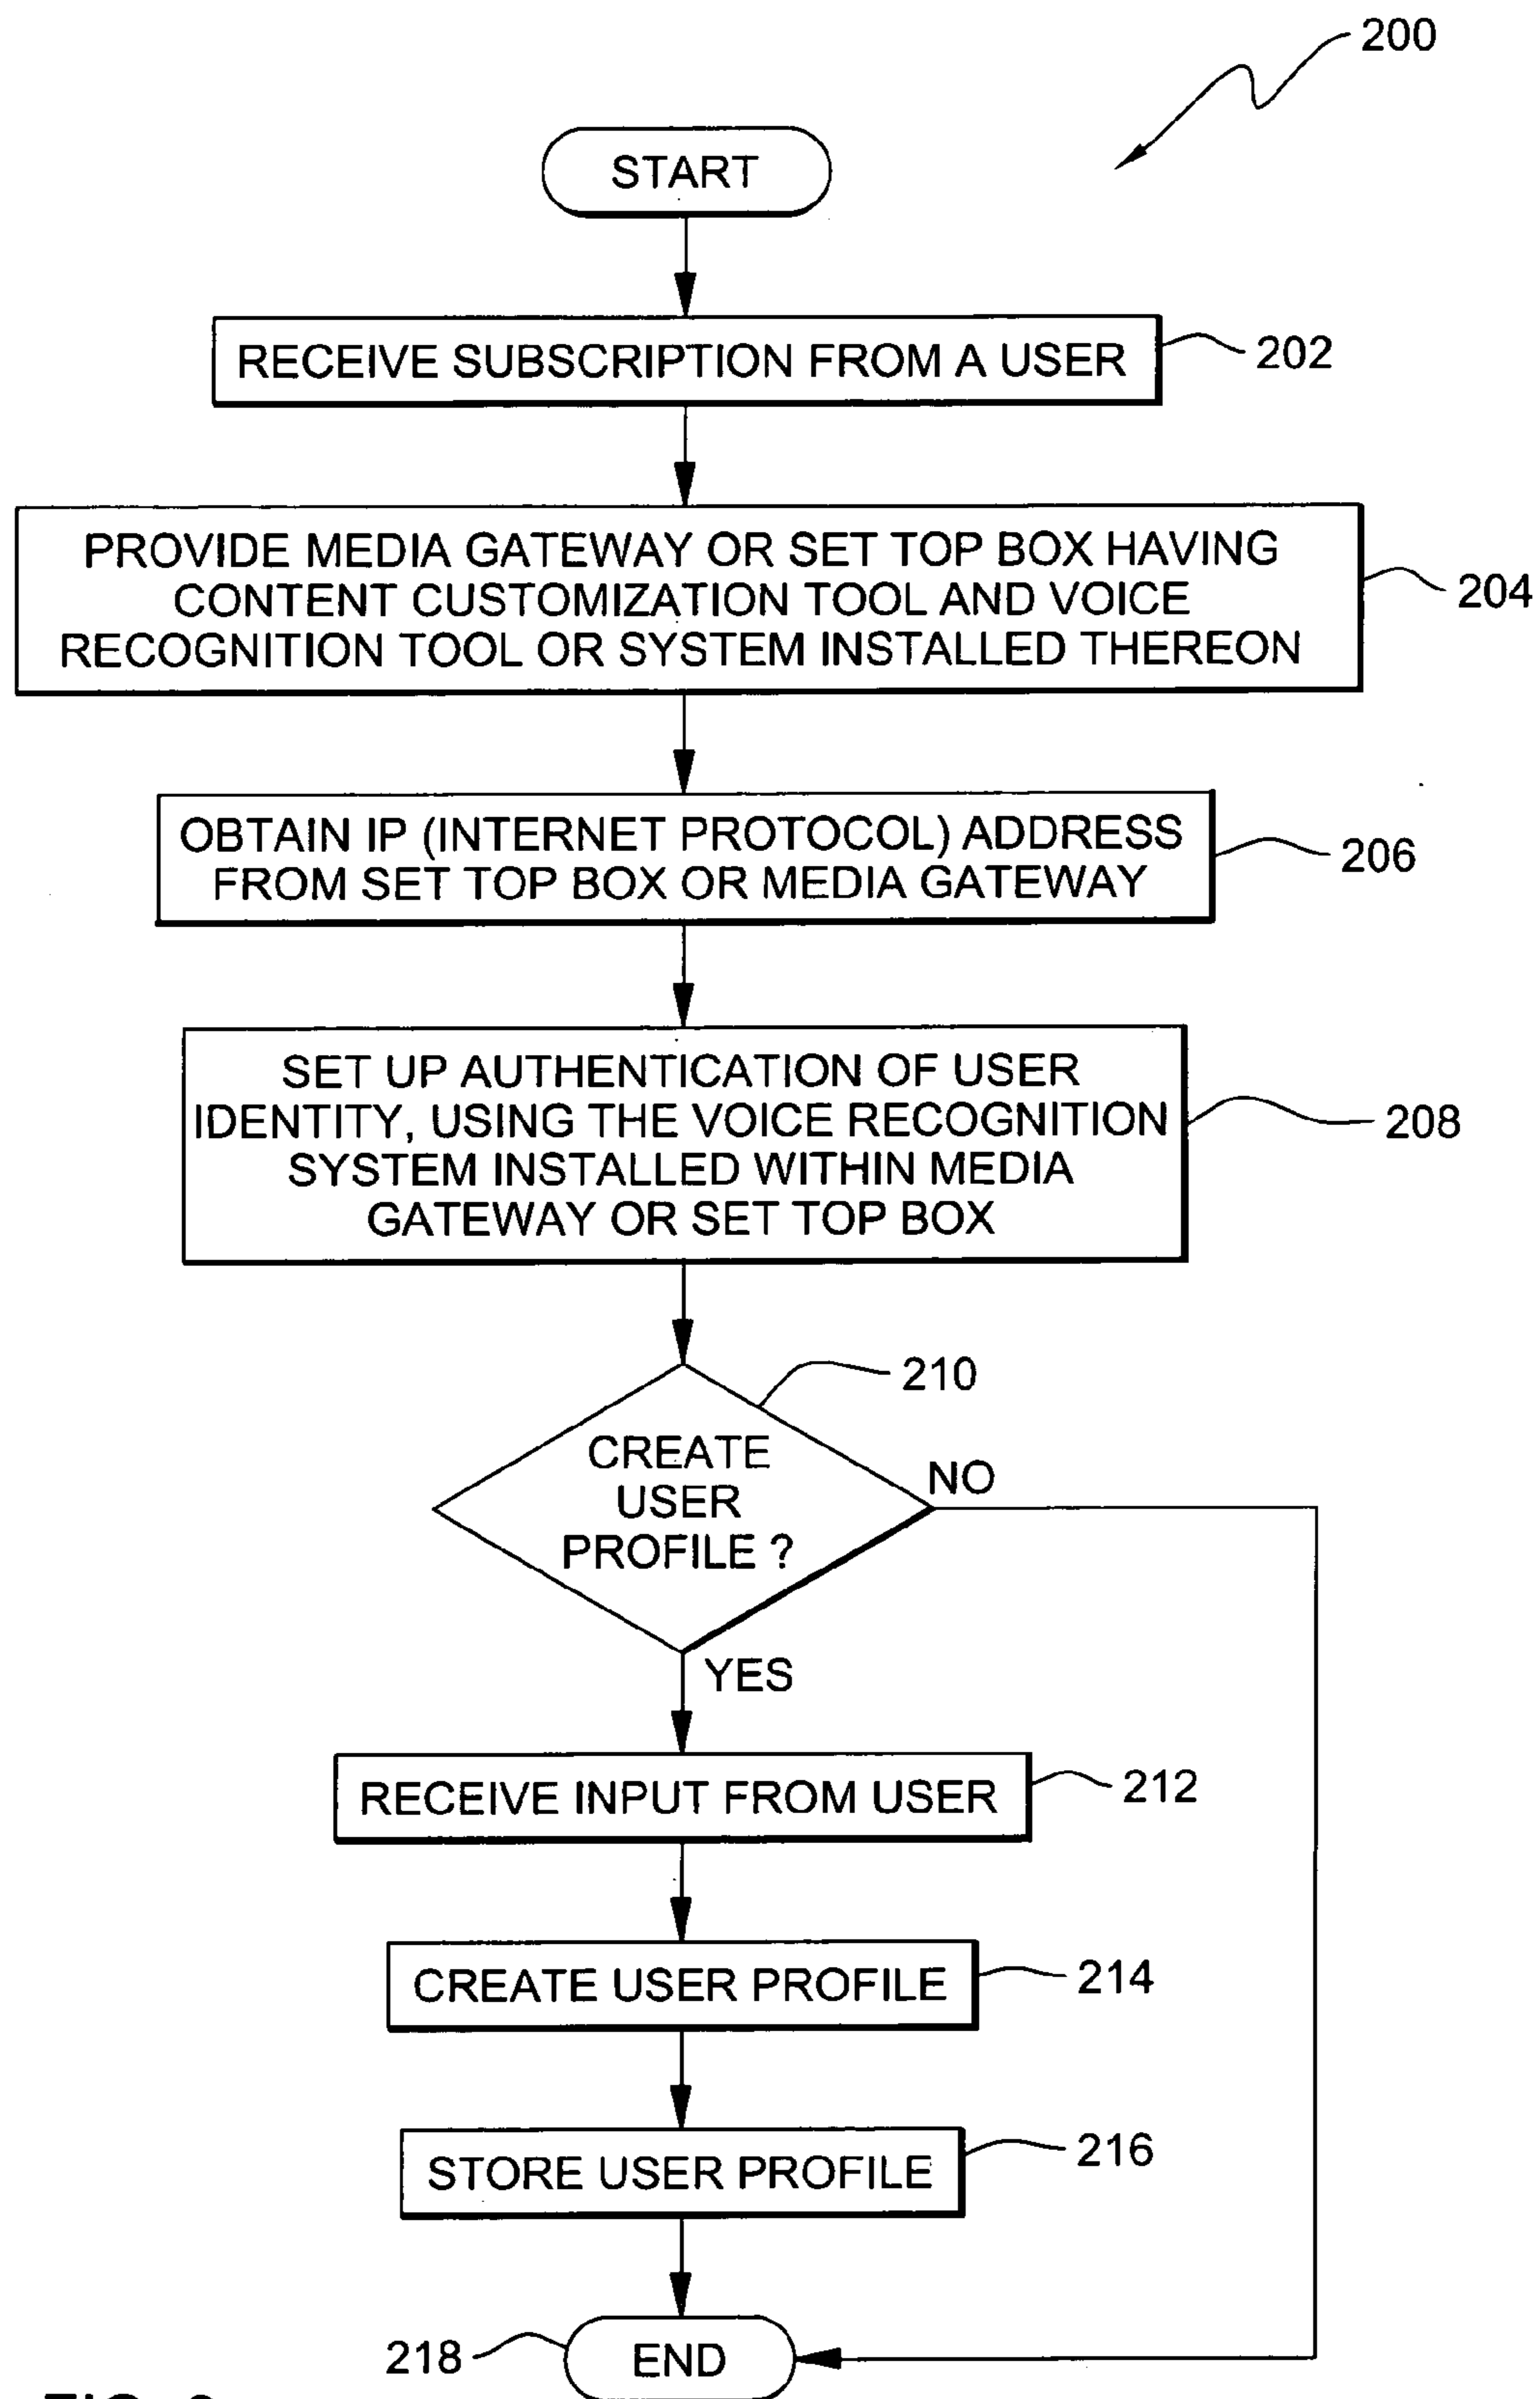 200
START
RECEIVE SUBSCRIPTION FROM A USER
202
PROVIDE MEDIA GATEWAY OR SET TOP BOX HAVING
CONTENT CUSTOMIZATION TOOL AND VOICE
RECOGNITION TOOL OR SYSTEM INSTALLED THEREON
204
OBTAIN IP (INTERNET PROTOCOL) ADDRESS
FROM SET TOP BOX OR MEDIA GATEWAY
206
SET UP AUTHENTICATION OF USER
IDENTITY, USING THE VOICE RECOGNITION
SYSTEM INSTALLED WITHIN MEDIA
GATEWAY OR SET TOP BOX
208
210
CREATE
USER
PROFILE ?
NO
YES
RECEIVE INPUT FROM USER
212
CREATE USER PROFILE
214
STORE USER PROFILE
216
218
END